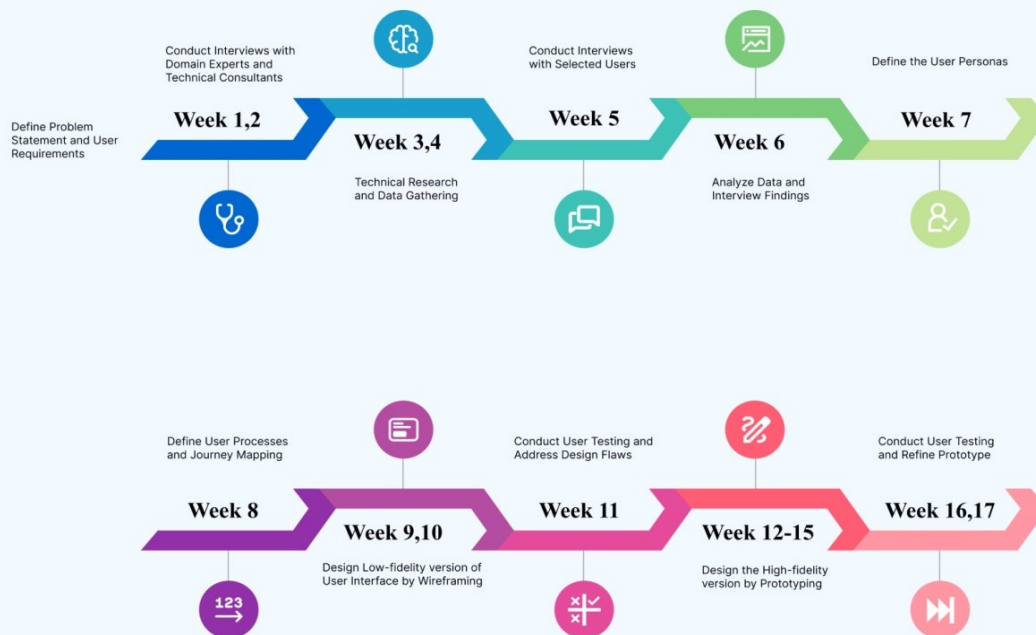 Define Problem
Statement and User
Requirements
Conduct Interviews with
Domain Experts and
Technical Consultants
Week 1,2
Week 3,4
Technical Research
and Data Gathering
Conduct Interviews
with Selected Users
Week 5
Week 6
Analyze Data and
Interview Findings
Define the User Personas
Week 7
Define User Processes
and Journey Mapping
Week 8
123
Week 9,10
Design Low-fidelity version of
User Interface by Wireframing
Conduct User Testing and
Address Design Flaws
Week 11
Week 12-15
Design the High-fidelity
version by Prototyping
Conduct User Testing
and Refine Prototype
Week 16,17